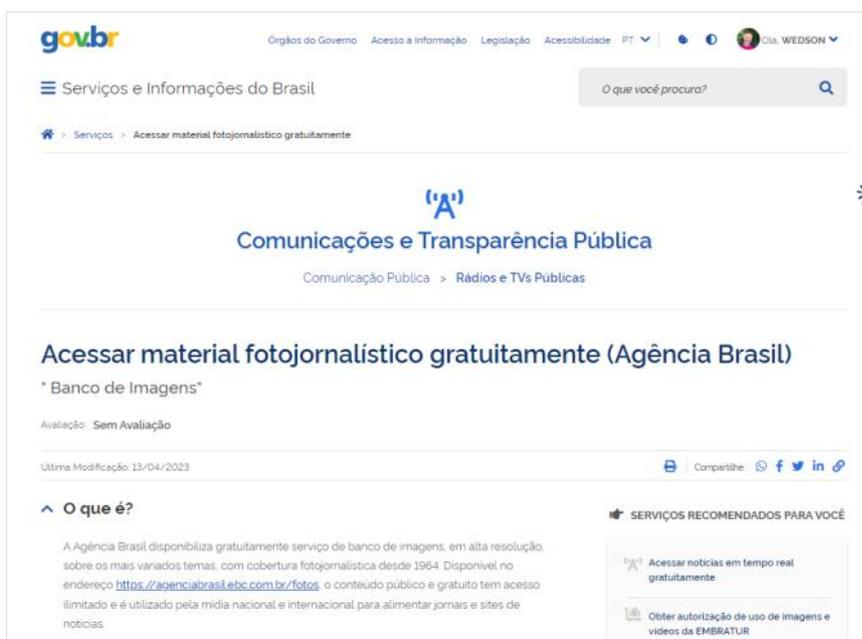 gov.br
Órgãos do Governo Acesso à Informação Legislação Acessibilidade PT Olá, WEDSON
Serviços e Informações do Brasil
O que você procura?
> Serviços > Acessar material fotojornalístico gratuitamente
Comunicações e Transparência Pública
Comunicação Pública > Rádios e TVs Públicas
Acessar material fotojornalístico gratuitamente (Agência Brasil)
" Banco de Imagens"
Avaliação: Sem Avaliação
Última Modificação: 13/04/2023
Compartilhe
O que é?
A Agência Brasil disponibiliza gratuitamente serviço de banco de imagens, em alta resolução,
sobre os mais variados temas, com cobertura fotojornalística desde 1964. Disponível no
endereço https://agenciabrasil.ebc.com.br/fotos, o conteúdo público e gratuito tem acesso
ilimitado e é utilizado pela mídia nacional e internacional para alimentar jornais e sites de
notícias.
SERVIÇOS RECOMENDADOS PARA VOCÊ
Acessar notícias em tempo real
gratuitamente
Obter autorização de uso de imagens e
vídeos da EMBRATUR